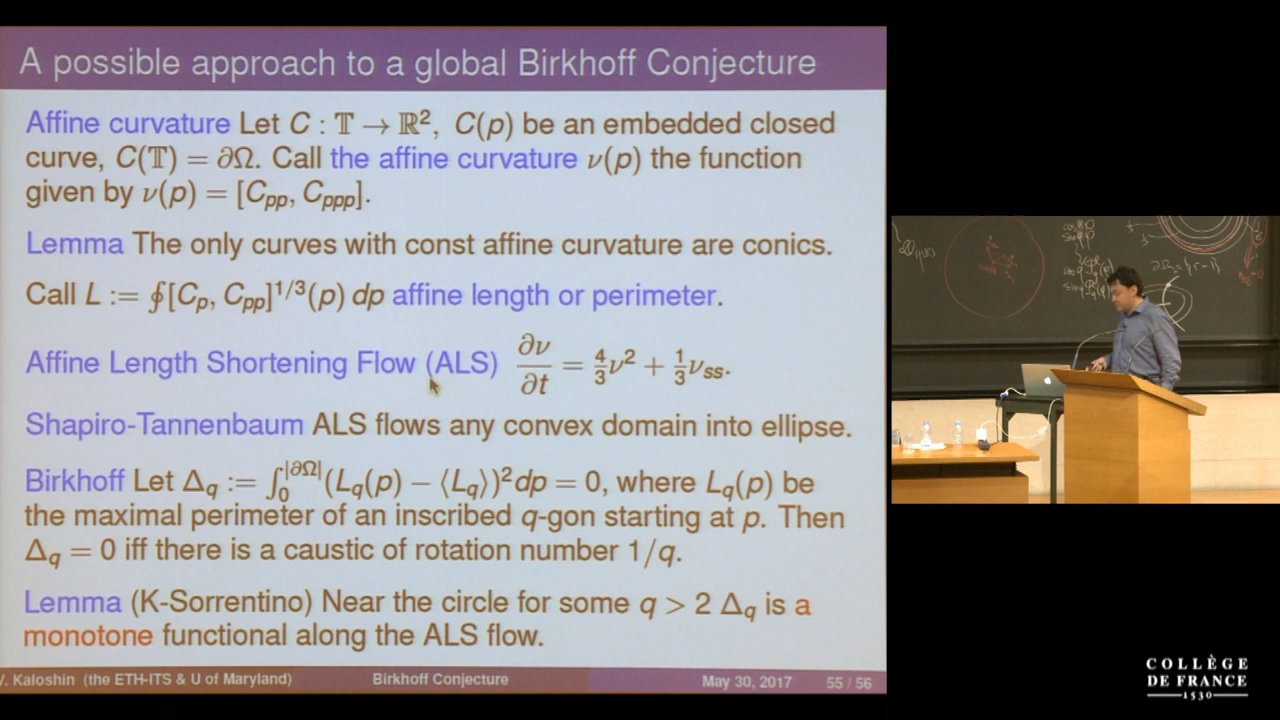 A possible approach to a global Birkhoff Conjecture
Affine curvature Let C : 𝕋 → ℝ², C(p) be an embedded closed
curve, C(𝕋) = ∂Ω. Call the affine curvature ν(p) the function
given by ν(p) = [C_pp, C_ppp].
Lemma The only curves with const affine curvature are conics.
Call L := ∮[C_p, C_pp]^1/3(p) dp affine length or perimeter.
Affine Length Shortening Flow (ALS) ∂ν/∂t = 4/3ν² + 1/3ν_ss.
Shapiro-Tannenbaum ALS flows any convex domain into ellipse.
Birkhoff Let Δ_q := ∫_0^|∂Ω|(L_q(p) − ⟨L_q⟩)²dp = 0, where L_q(p) be
the maximal perimeter of an inscribed q-gon starting at p. Then
Δ_q = 0 iff there is a caustic of rotation number 1/q.
Lemma (K-Sorrentino) Near the circle for some q > 2 Δ_q is a
monotone functional along the ALS flow.
V. Kaloshin (the ETH-ITS & U of Maryland) Birkhoff Conjecture May 30, 2017 55 / 56
COLLÈGE
DE FRANCE
1530